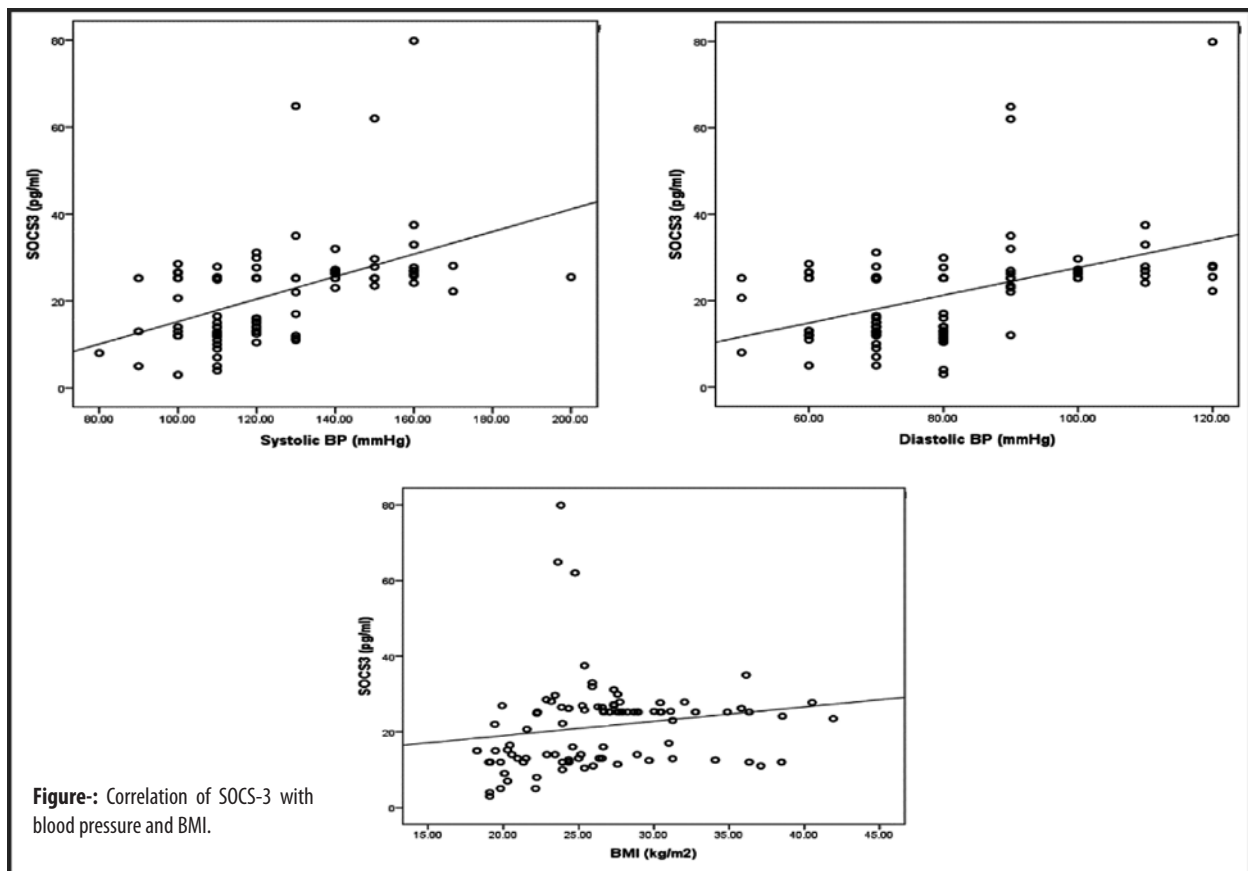 80
60
40
20
0
SOCS3 (pg/ml)
80.00 100.00 120.00 140.00 160.00 180.00 200.00
Systolic BP (mmHg)
80
60
40
20
0
SOCS3 (pg/ml)
60.00 80.00 100.00 120.00
Diastolic BP (mmHg)
80
60
40
20
0
SOCS3 (pg/ml)
15.00 20.00 25.00 30.00 35.00 40.00 45.00
BMI (kg/m2)
Figure-: Correlation of SOCS-3 with
blood pressure and BMI.